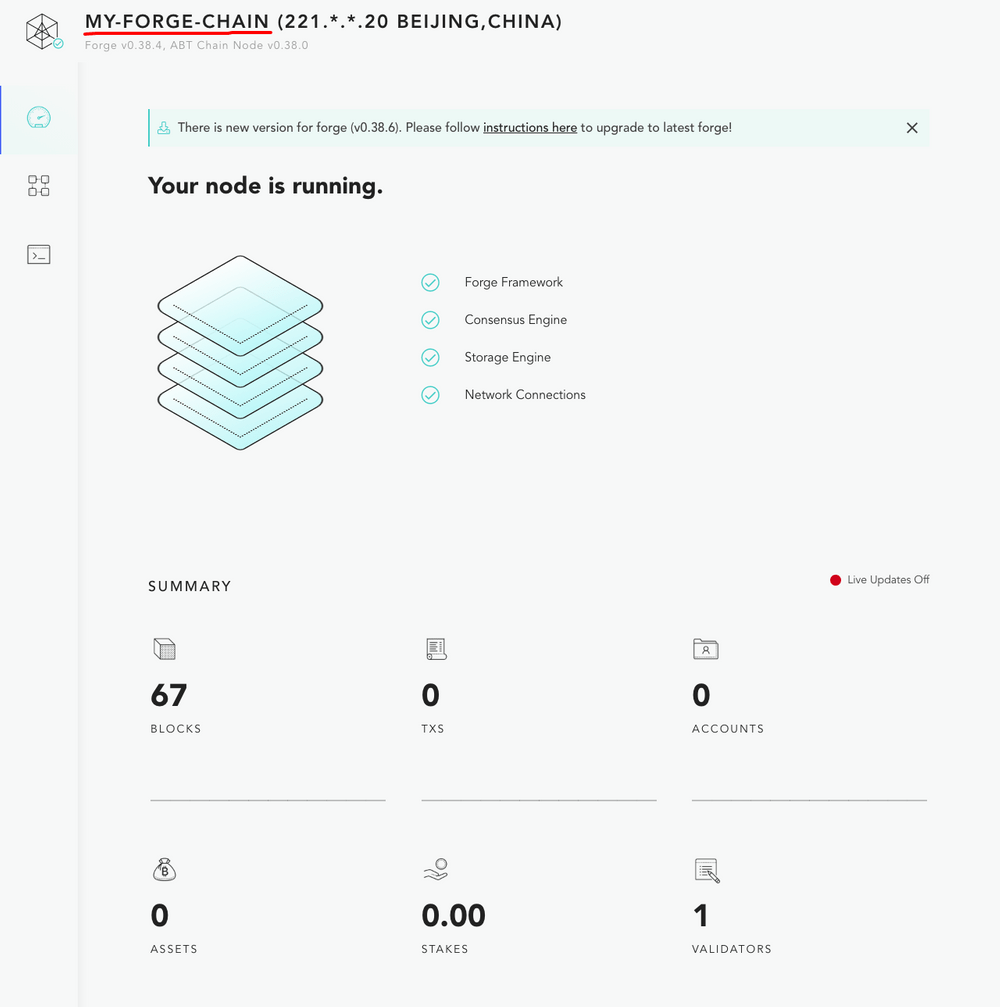 MY-FORGE-CHAIN (221.*.*.20 BEIJING,CHINA)
Forge v0.38.4, ABT Chain Node v0.38.0
There is new version for forge (v0.38.6). Please follow instructions here to upgrade to latest forge!
Your node is running.
Forge Framework
Consensus Engine
Storage Engine
Network Connections
SUMMARY
Live Updates Off
67
BLOCKS
0
TXS
0
ACCOUNTS
0
ASSETS
0.00
STAKES
1
VALIDATORS